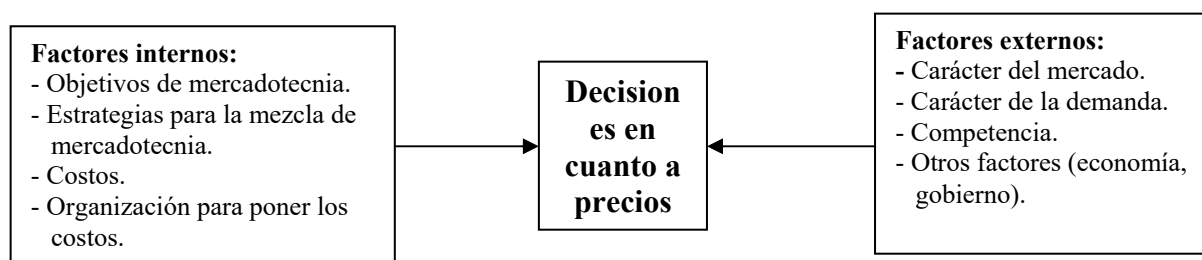 Factores internos:
- Objetivos de mercadotecnia.
- Estrategias para la mezcla de
mercadotecnia.
- Costos.
- Organización para poner los
costos.
Decision
es en
cuanto a
precios
Factores externos:
- Carácter del mercado.
- Carácter de la demanda.
- Competencia.
- Otros factores (economía,
gobierno).